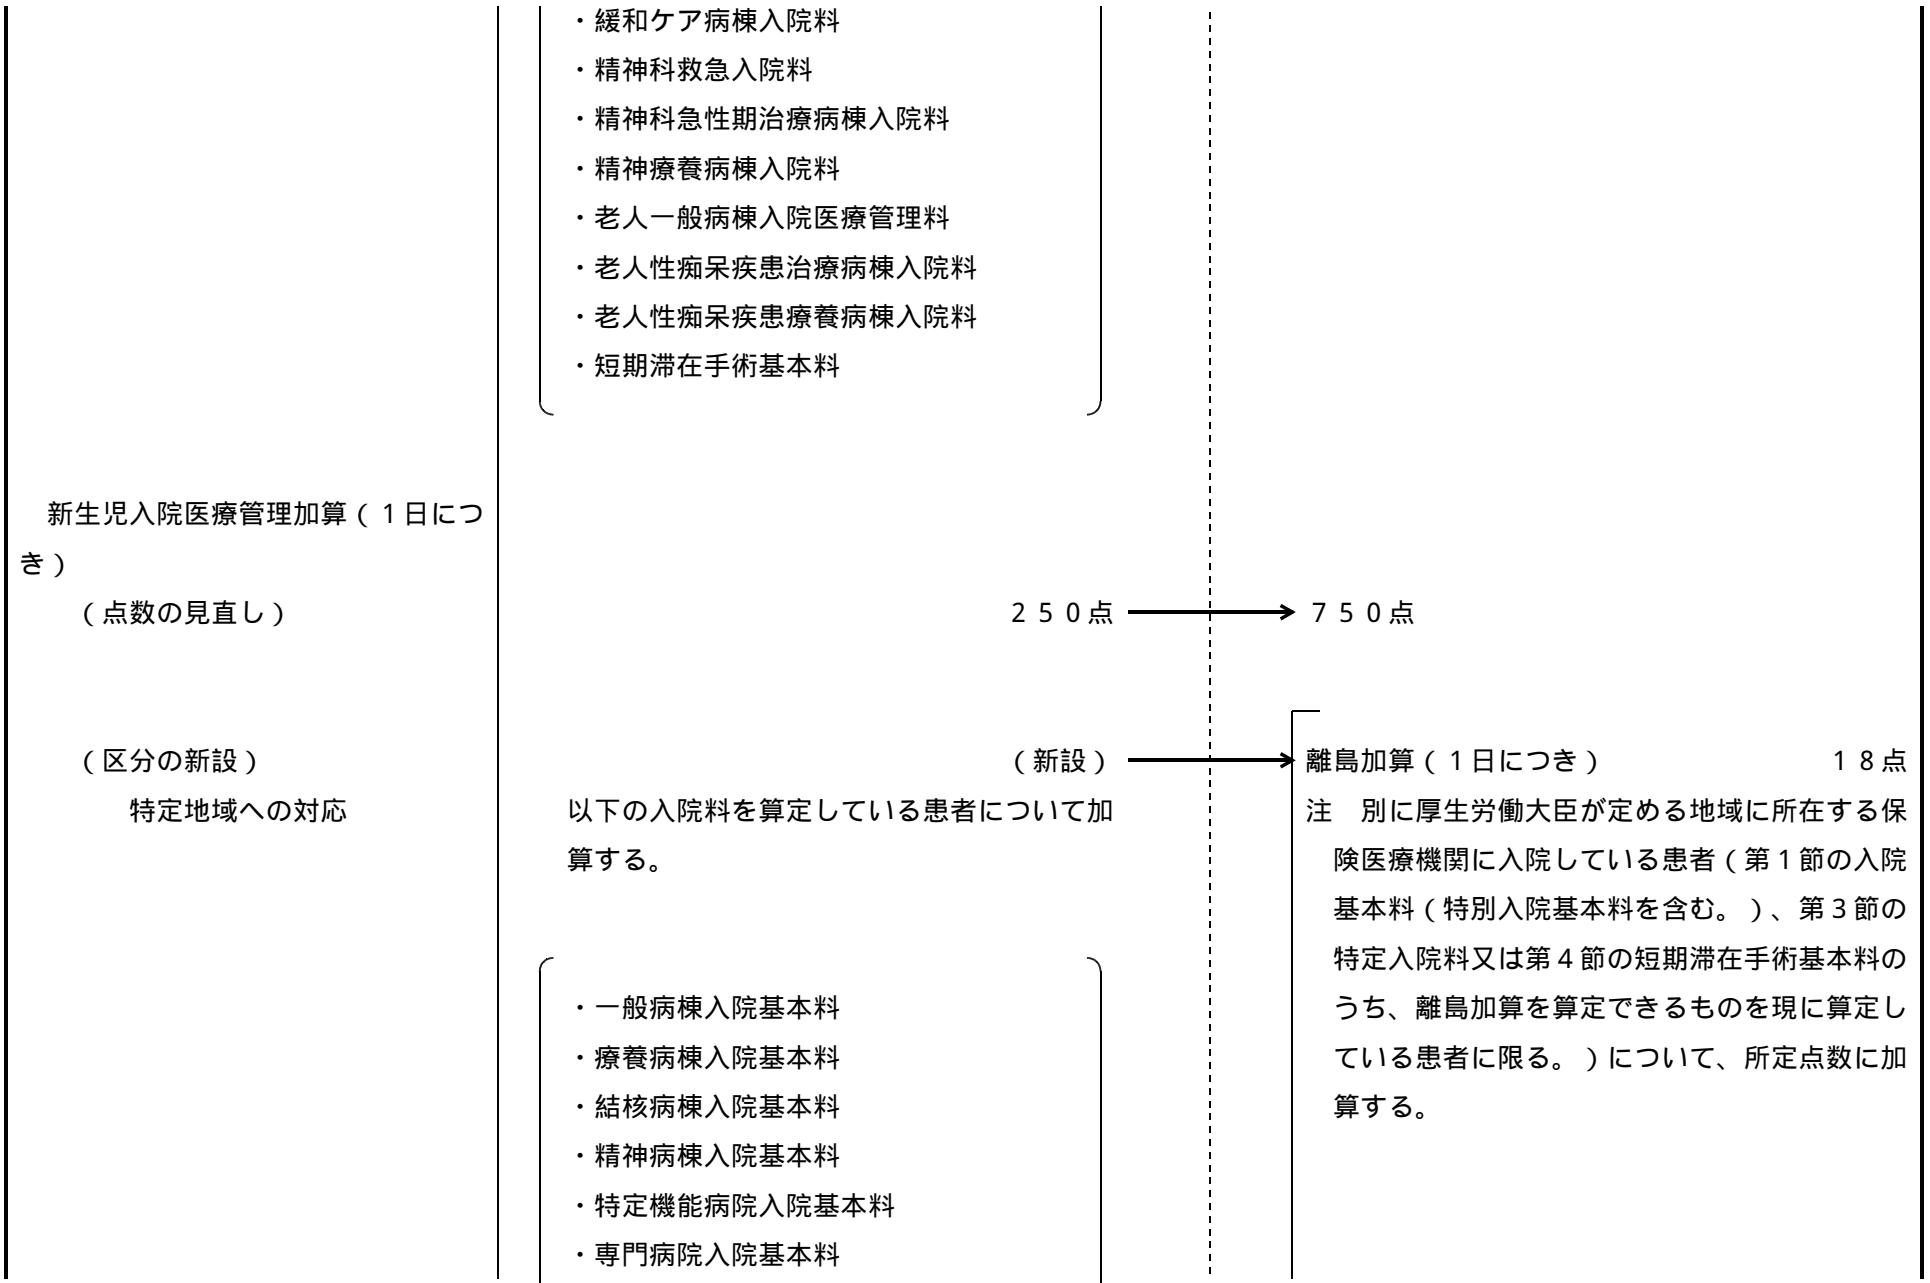 ・緩和ケア病棟入院料
・精神科救急入院料
・精神科急性期治療病棟入院料
・精神療養病棟入院料
・老人一般病棟入院医療管理料
・老人性痴呆疾患治療病棟入院料
・老人性痴呆疾患療養病棟入院料
・短期滞在手術基本料
新生児入院医療管理加算（１日につ
き）
（点数の見直し）
２５０点
７５０点
（区分の新設）
特定地域への対応
（新設）
以下の入院料を算定している患者について加
算する。
・一般病棟入院基本料
・療養病棟入院基本料
・結核病棟入院基本料
・精神病棟入院基本料
・特定機能病院入院基本料
・専門病院入院基本料
離島加算（１日につき） １８点
注　別に厚生労働大臣が定める地域に所在する保
険医療機関に入院している患者（第１節の入院
基本料（特別入院基本料を含む。）、第３節の
特定入院料又は第４節の短期滞在手術基本料の
うち、離島加算を算定できるものを現に算定し
ている患者に限る。）について、所定点数に加
算する。